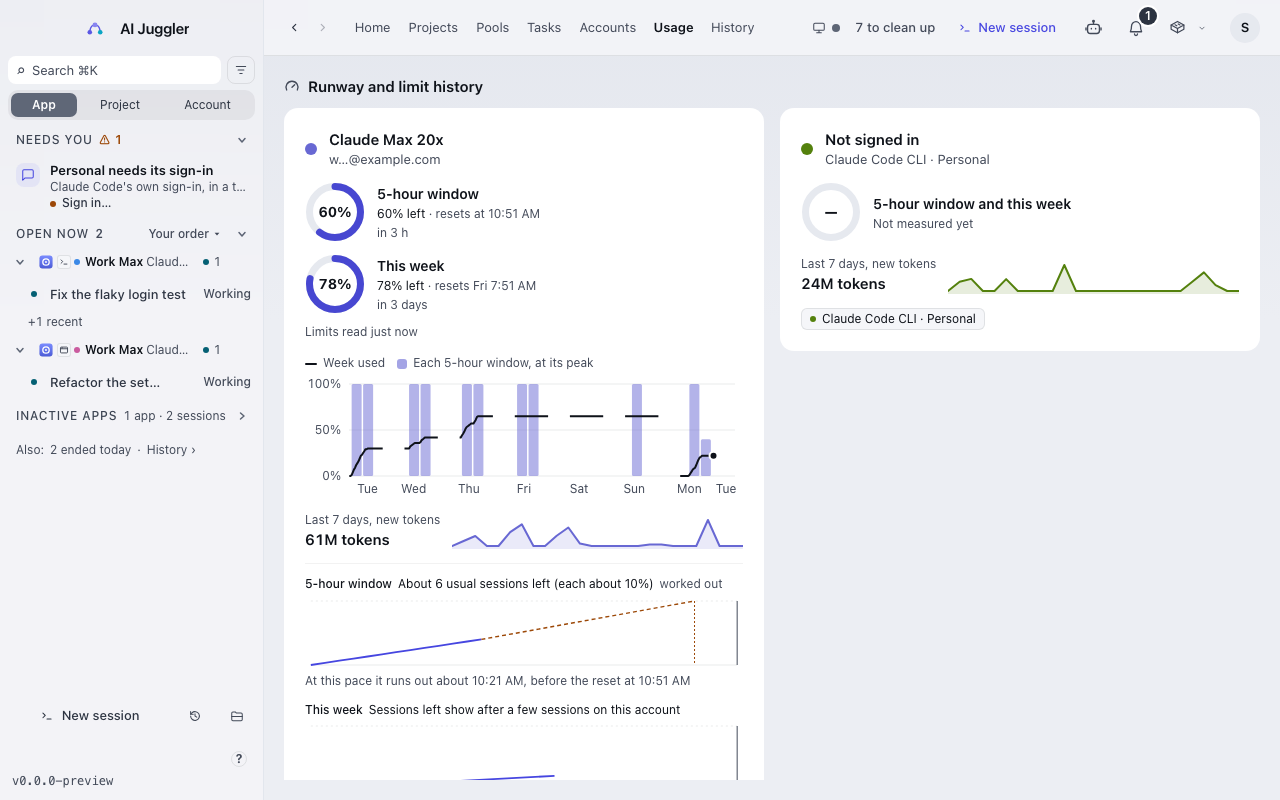 AI Juggler
Search ⌘K
App Project Account
NEEDS YOU 1
Personal needs its sign-in
Claude Code's own sign-in, in a t...
Sign in...
OPEN NOW 2 Your order
Work Max Claud... 1
Fix the flaky login test Working
+1 recent
Work Max Claud... 1
Refactor the set... Working
INACTIVE APPS 1 app · 2 sessions
Also: 2 ended today · History ›
New session
?
v0.0.0-preview
Home Projects Pools Tasks Accounts Usage History
7 to clean up
New session
1
S
Runway and limit history
Claude Max 20x
w...@example.com
60%
5-hour window
60% left · resets at 10:51 AM
in 3 h
78%
This week
78% left · resets Fri 7:51 AM
in 3 days
Limits read just now
Week used Each 5-hour window, at its peak
100%
50%
0%
Tue Wed Thu Fri Sat Sun Mon Tue
Last 7 days, new tokens
61M tokens
5-hour window About 6 usual sessions left (each about 10%) worked out
At this pace it runs out about 10:21 AM, before the reset at 10:51 AM
This week Sessions left show after a few sessions on this account
Not signed in
Claude Code CLI · Personal
–
5-hour window and this week
Not measured yet
Last 7 days, new tokens
24M tokens
Claude Code CLI · Personal